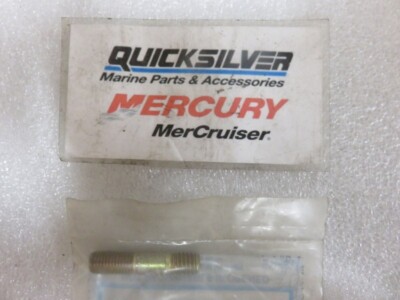 QUICKSILVER
Marine Parts & Accessories
MERCURY
MerCruiser®